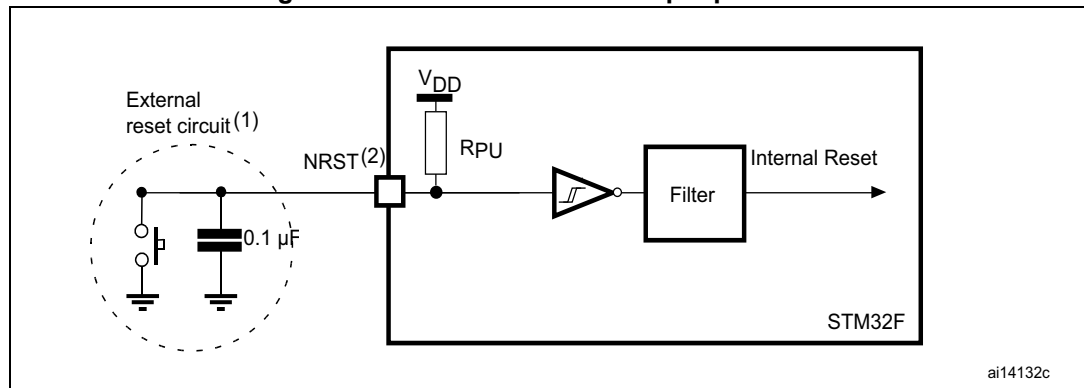 VDD
External
reset circuit(1)
NRST(2)
RPU
Internal Reset
Filter
0.1 µF
STM32F
ai14132c